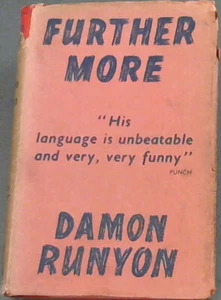 FURTHER
MORE
"His
language is unbeatable
and very, very funny"
PUNCH
DAMON
RUNYON